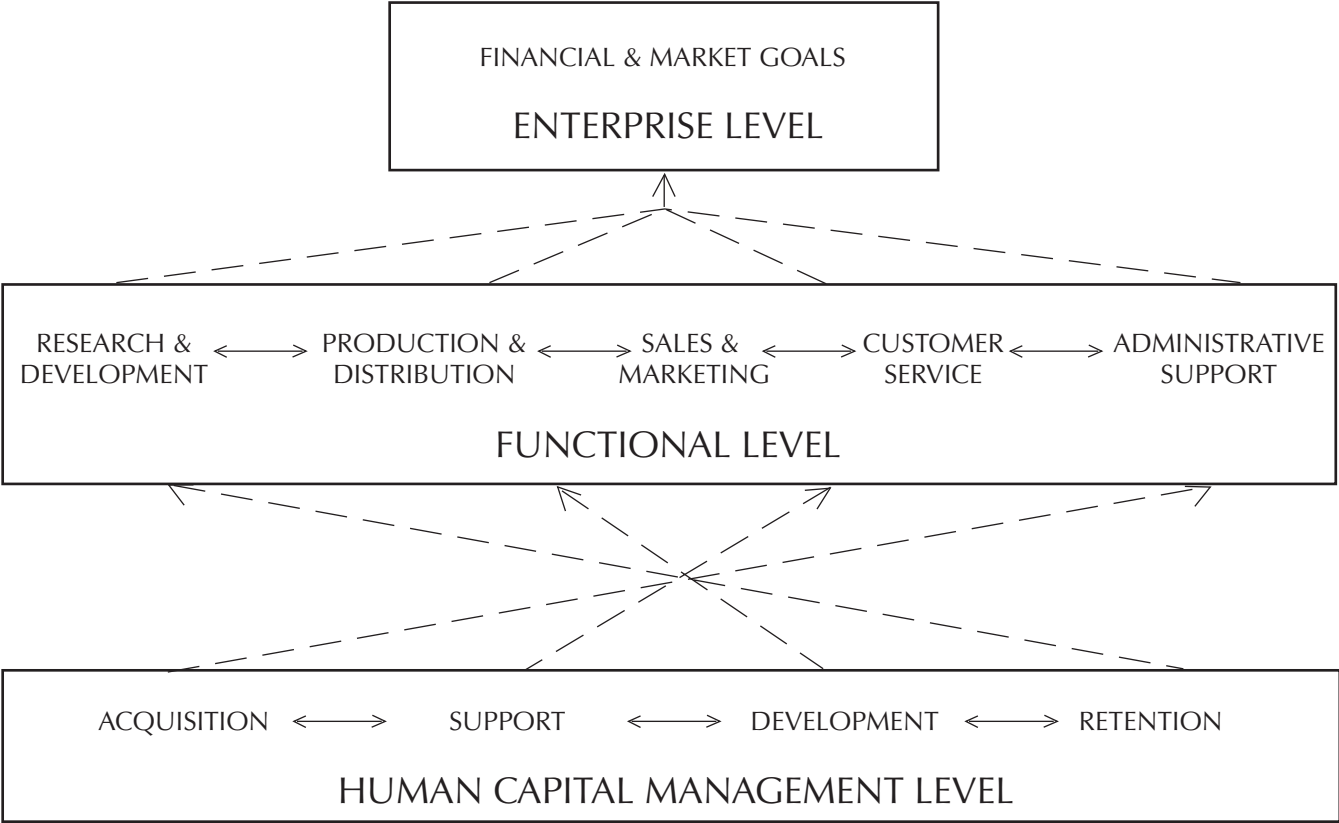 FINANCIAL & MARKET GOALS
ENTERPRISE LEVEL
RESEARCH &
DEVELOPMENT
PRODUCTION &
DISTRIBUTION
SALES &
MARKETING
CUSTOMER
SERVICE
ADMINISTRATIVE
SUPPORT
FUNCTIONAL LEVEL
ACQUISITION
SUPPORT
DEVELOPMENT
RETENTION
HUMAN CAPITAL MANAGEMENT LEVEL